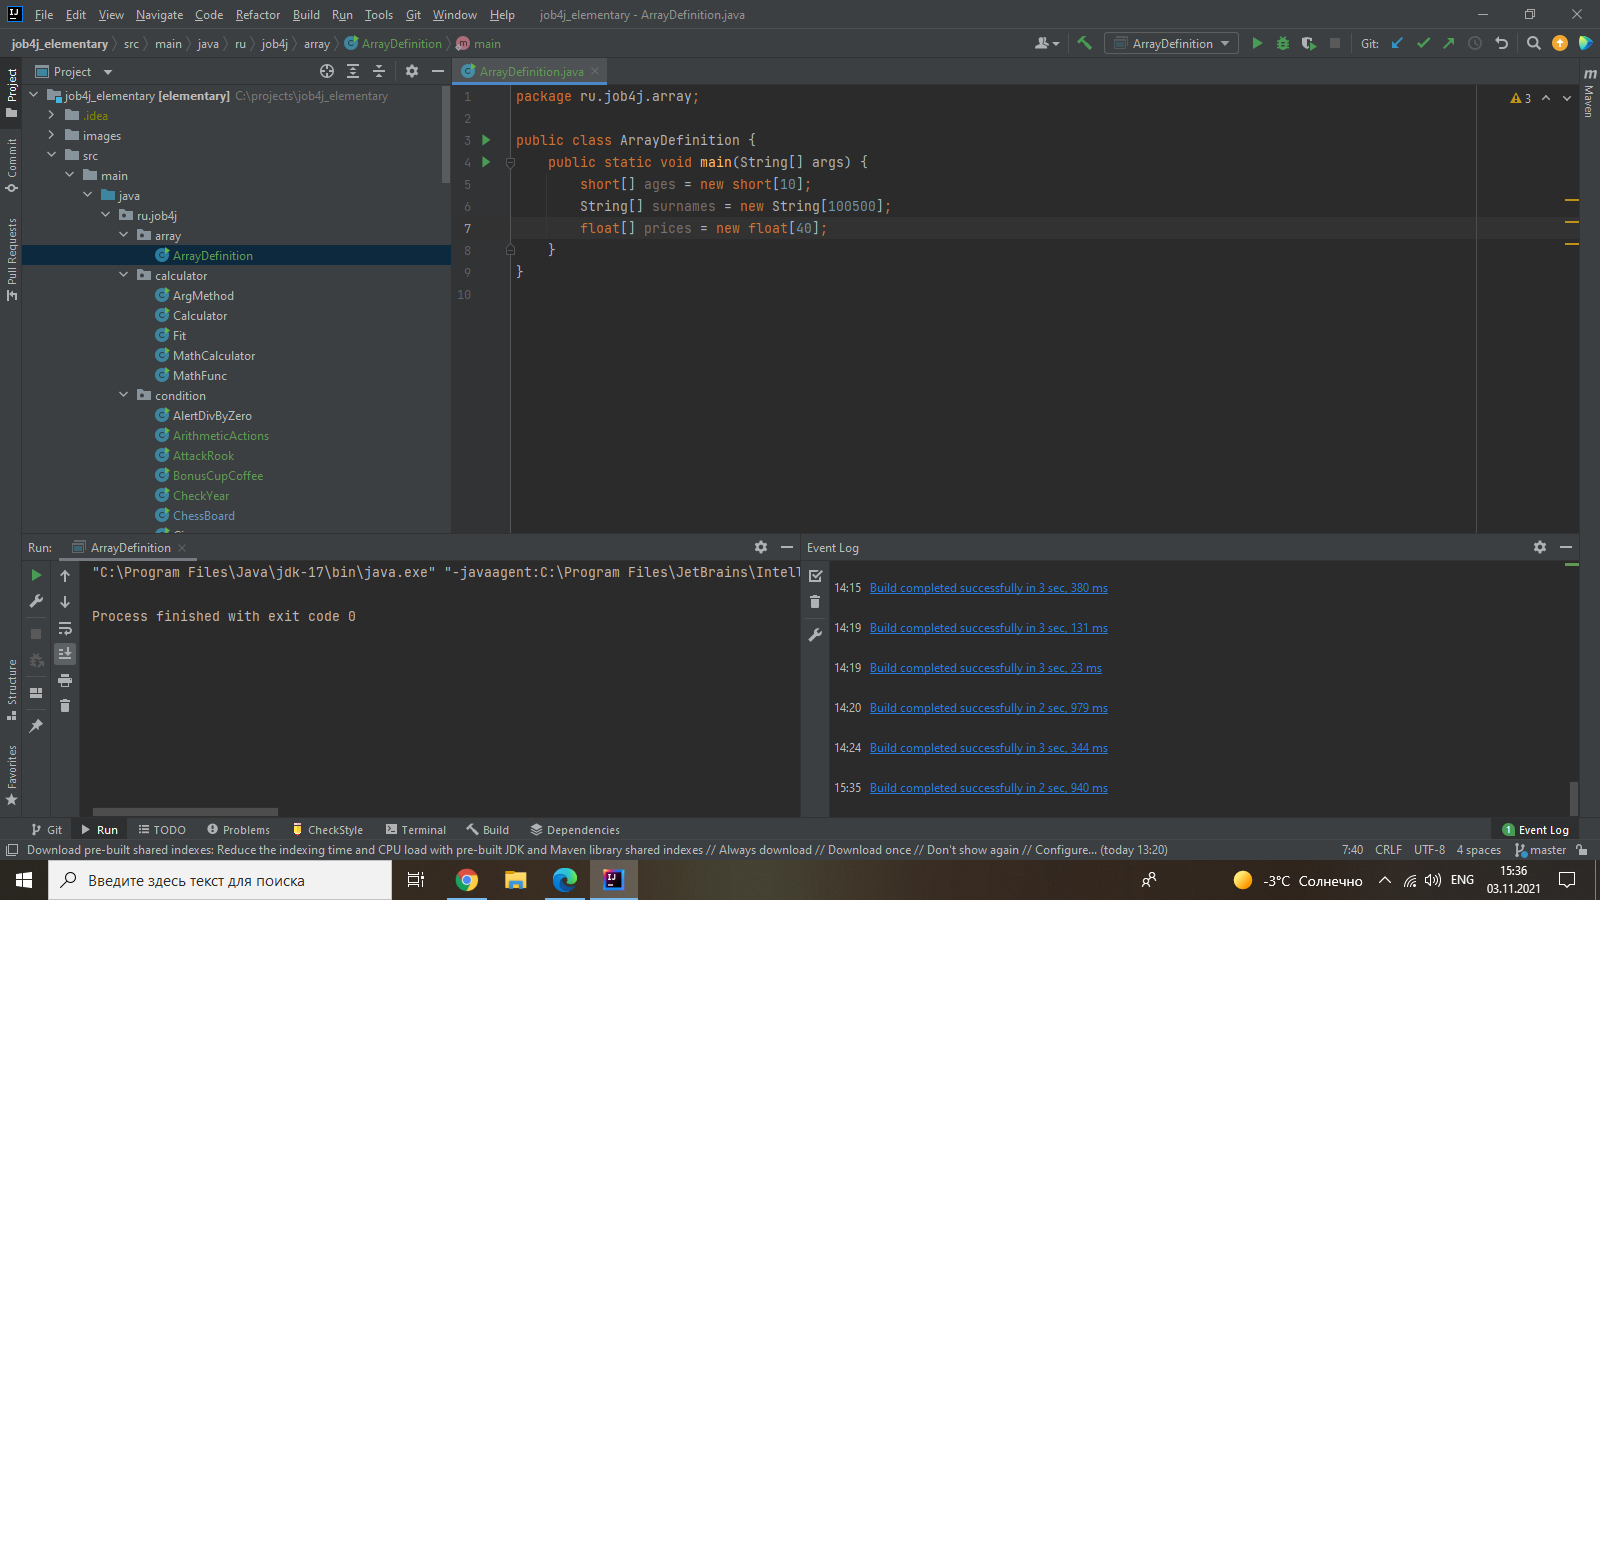 File Edit View Navigate Code Refactor Build Run Tools Git Window Help job4j_elementary - ArrayDefinition.java
job4j_elementary src main java ru job4j array ArrayDefinition main ArrayDefinition Git:
Project
ArrayDefinition.java
job4j_elementary [elementary] C:\projects\job4j_elementary
.idea
images
src
main
java
ru.job4j
array
ArrayDefinition
calculator
ArgMethod
Calculator
Fit
MathCalculator
MathFunc
condition
AlertDivByZero
ArithmeticActions
AttackRook
BonusCupCoffee
CheckYear
ChessBoard
1 package ru.job4j.array;
2
3 public class ArrayDefinition {
4 public static void main(String[] args) {
5 short[] ages = new short[10];
6 String[] surnames = new String[100500];
7 float[] prices = new float[40];
8 }
9 }
10
3
Project
Commit
Pull Requests
Structure
Favorites
m Maven
Run: ArrayDefinition
"C:\Program Files\Java\jdk-17\bin\java.exe" "-javaagent:C:\Program Files\JetBrains\Intell
Process finished with exit code 0
Event Log
14:15 Build completed successfully in 3 sec, 380 ms
14:19 Build completed successfully in 3 sec, 131 ms
14:19 Build completed successfully in 3 sec, 23 ms
14:20 Build completed successfully in 2 sec, 979 ms
14:24 Build completed successfully in 3 sec, 344 ms
15:35 Build completed successfully in 2 sec, 940 ms
Git Run TODO Problems CheckStyle Terminal Build Dependencies 1 Event Log
Download pre-built shared indexes: Reduce the indexing time and CPU load with pre-built JDK and Maven library shared indexes // Always download // Download once // Don't show again // Configure... (today 13:20) 7:40 CRLF UTF-8 4 spaces master
Введите здесь текст для поиска
-3°C Солнечно ENG
15:36
03.11.2021